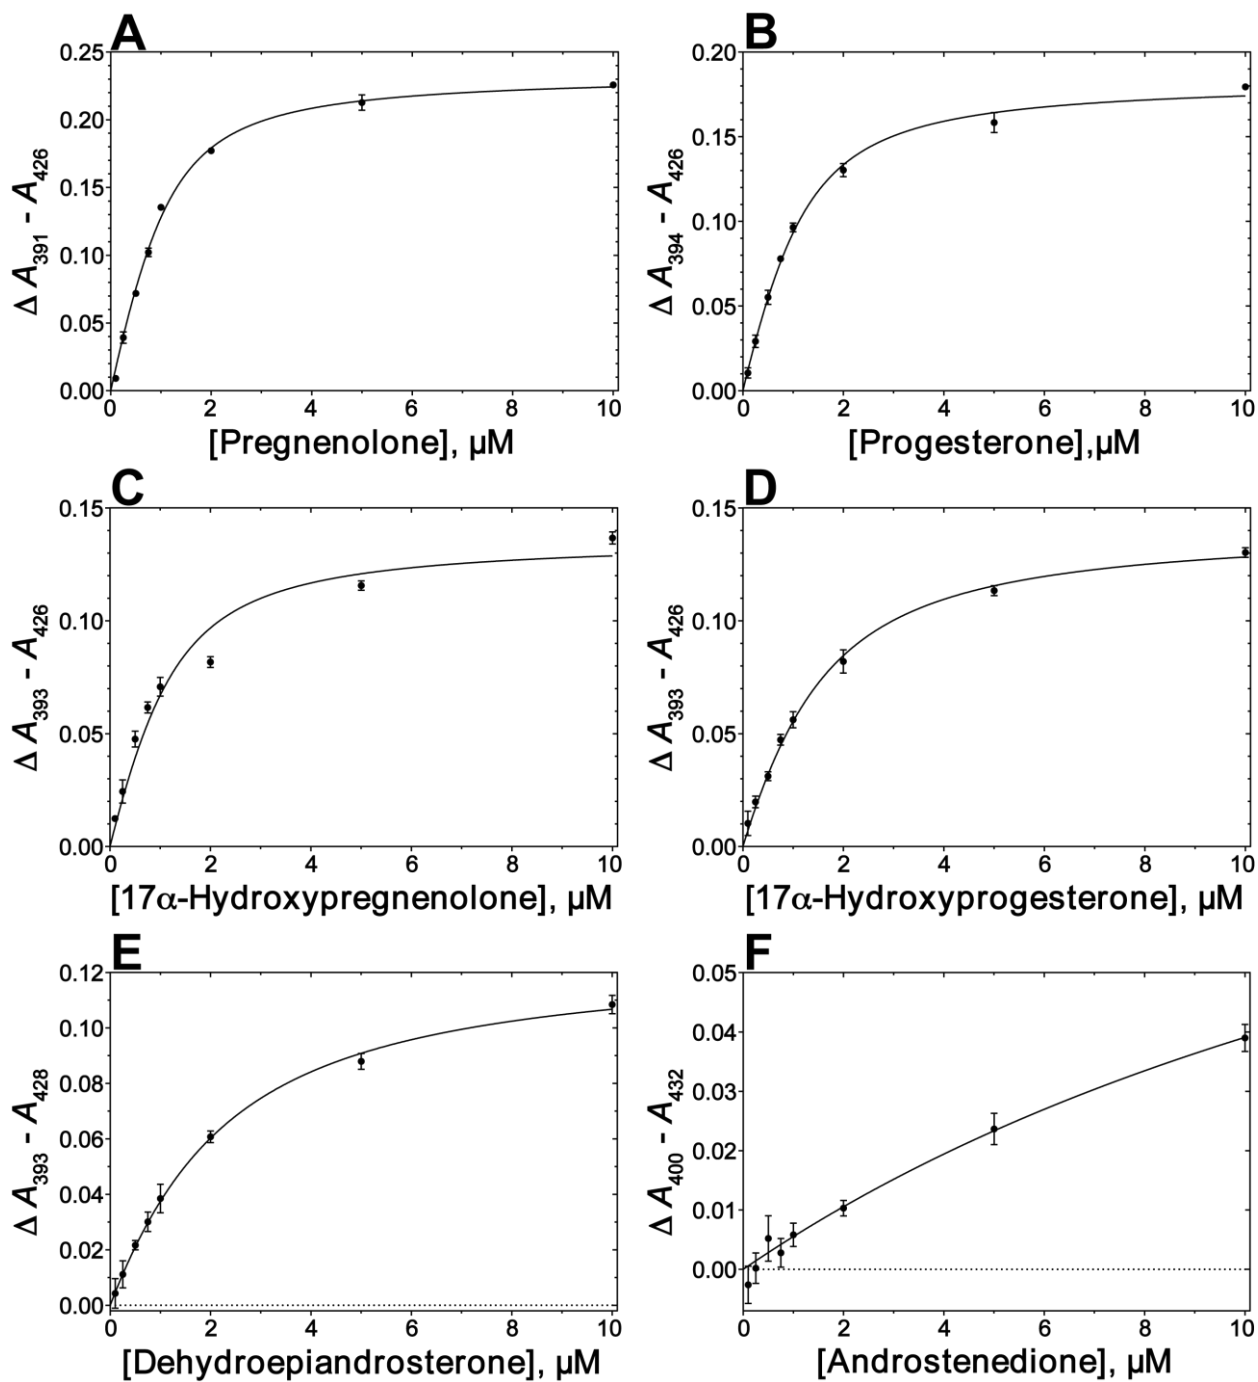 A
0.25
0.20
0.15
0.10
0.05
0.00
Δ A391 - A426
0 2 4 6 8 10
[Pregnenolone], µM
B
0.20
0.15
0.10
0.05
0.00
Δ A394 - A426
0 2 4 6 8 10
[Progesterone],µM
C
0.15
0.10
0.05
0.00
Δ A393 - A426
0 2 4 6 8 10
[17α-Hydroxypregnenolone], µM
D
0.15
0.10
0.05
0.00
Δ A393 - A426
0 2 4 6 8 10
[17α-Hydroxyprogesterone], µM
E
0.12
0.10
0.08
0.06
0.04
0.02
0.00
Δ A393 - A428
0 2 4 6 8 10
[Dehydroepiandrosterone], µM
F
0.05
0.04
0.03
0.02
0.01
0.00
Δ A400 - A432
0 2 4 6 8 10
[Androstenedione], µM